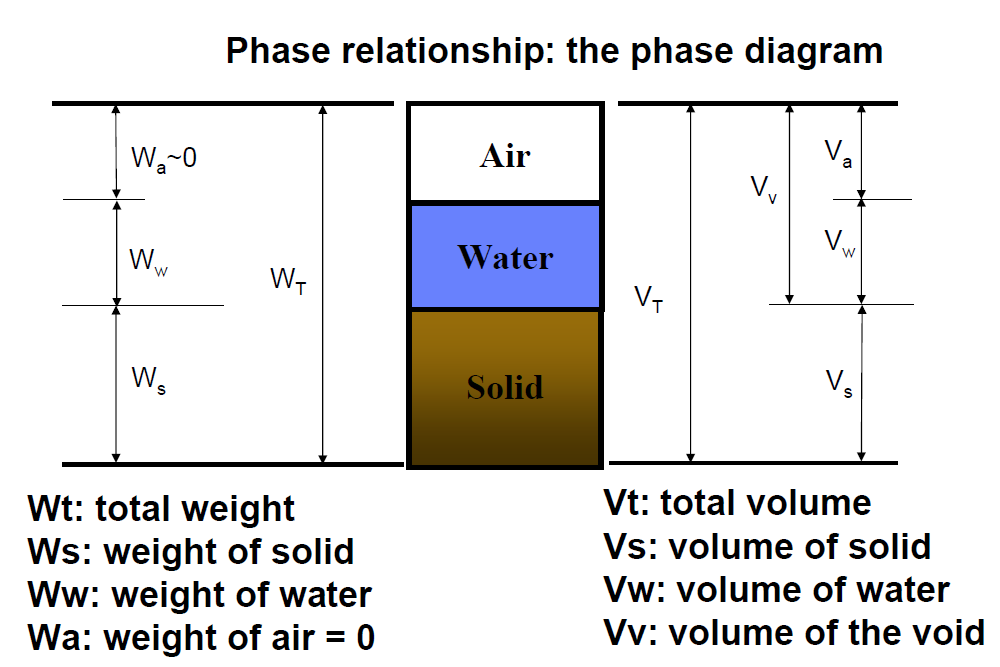 Phase relationship: the phase diagram
Wa~0
Air
Va
Vv
Ww
WT
Water
Vw
VT
Ws
Solid
Vs
Wt: total weight
Ws: weight of solid
Ww: weight of water
Wa: weight of air = 0
Vt: total volume
Vs: volume of solid
Vw: volume of water
Vv: volume of the void